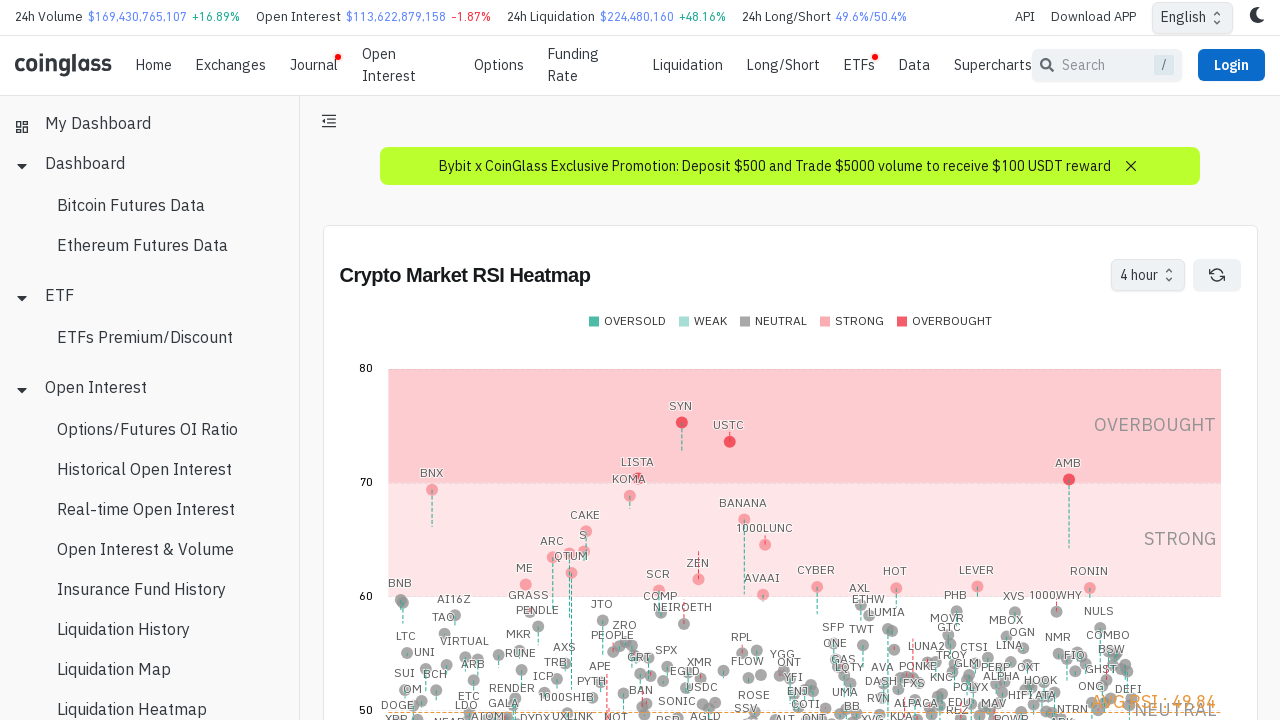 24h Volume $169,430,765,107 +16.89% Open Interest $113,622,879,158 -1.87% 24h Liquidation $224,480,160 +48.16% 24h Long/Short 49.6%/50.4% API Download APP English
coinglass Home Exchanges Journal Open Interest Options Funding Rate Liquidation Long/Short ETFs Data Supercharts Search / Login
My Dashboard
Dashboard
Bitcoin Futures Data
Ethereum Futures Data
ETF
ETFs Premium/Discount
Open Interest
Options/Futures OI Ratio
Historical Open Interest
Real-time Open Interest
Open Interest & Volume
Insurance Fund History
Liquidation History
Liquidation Map
Liquidation Heatmap
Bybit x CoinGlass Exclusive Promotion: Deposit $500 and Trade $5000 volume to receive $100 USDT reward
Crypto Market RSI Heatmap
4 hour
OVERSOLD WEAK NEUTRAL STRONG OVERBOUGHT
80
SYN
USTC
OVERBOUGHT
LISTA
AMB
BNX
KOMA
70
BANANA
CAKE
1000LUNC
S
ARC
STRONG
QTUM
ZEN
ME
SCR
AVAAI
CYBER
HOT
LEVER
RONIN
BNB
60
GRASS
COMP
AXL
PHB
XVS
1000WHY
AI16Z
JTO
NEIROETH
ETHW
PENDLE
LUMIA
NULS
TAO
ZRO
MOVR
MBOX
LTC
MKR
PEOPLE
RPL
SFP
TWT
GTC
OGN
NMR
COMBO
VIRTUAL
AXS
ONE
LUNA2
CTSI
LINA
UNI
RUNE
GRT
SPX
YGG
GAS
TROY
FIO
BSW
ARB
TRB
APE
XMR
FLOW
ONT
LQTY
AVA
PONKE
GLM
PERP
OXT
GHST
SUI
BCH
ICP
PYTH
EGLD
XYFI
DASH
FXS
KNC
ALPHA
HOOK
OM
RENDER
BAN
USDC
ROSE
ENJ
UMA
POLYX
HIFI
ATA
ONG
DEFI
DOGE
LDO
ETC
GALA
1000SHIB
SONIC
SSV
COTI
BB
RVN
ALPACA
EDU
MAV
NTRN
AVG RSI : 49.84
NEUTRAL
50
XRP
NEAR
ATOM
DYDX
UXLINK
NOT
AGLD
ALT
XVG
KDA
REZ
POWR